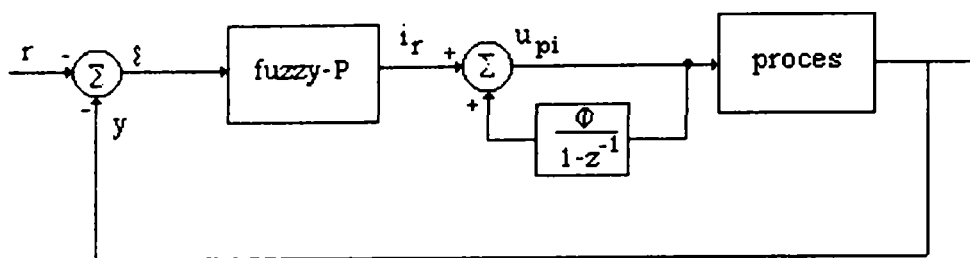 r
-
Σ
-
y
ξ
fuzzy-P
i_r
+
Σ
+
u_pi
Φ
1-z^-1
proces